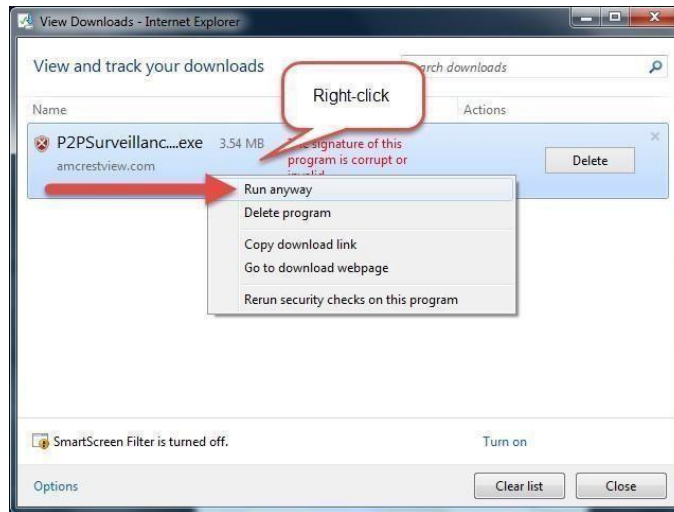 View Downloads - Internet Explorer
View and track your downloads
arch downloads
Right-click
Name
Actions
P2PSurveillanc....exe 3.54 MB
signature of this
program is corrupt or
amcrestview.com
Delete
Run anyway
Delete program
Copy download link
Go to download webpage
Rerun security checks on this program
SmartScreen Filter is turned off.
Turn on
Options
Clear list
Close